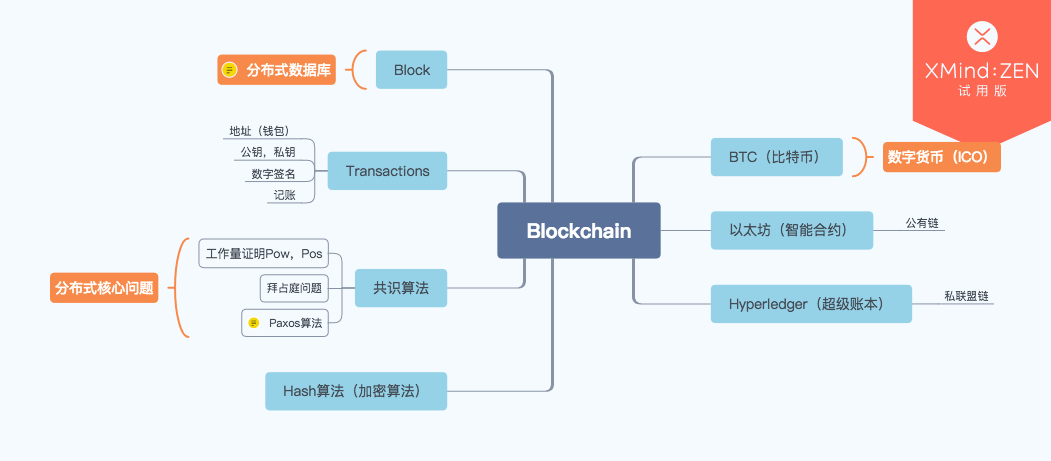 XMind:ZEN
试用版
分布式数据库
Block
地址（钱包）
公钥，私钥
数字签名
记账
Transactions
工作量证明Pow，Pos
拜占庭问题
Paxos算法
分布式核心问题
共识算法
Hash算法（加密算法）
Blockchain
BTC（比特币）
数字货币（ICO）
以太坊（智能合约）
公有链
Hyperledger（超级账本）
私联盟链